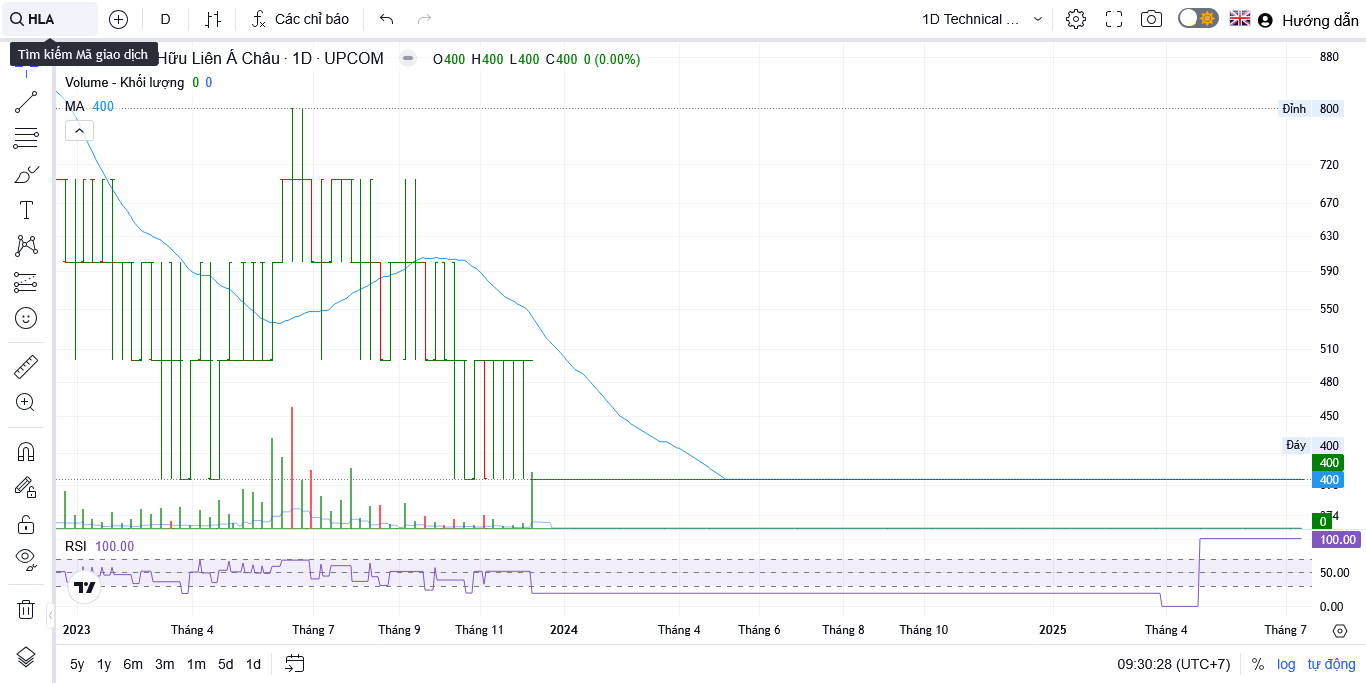 HLA D Các chỉ báo 1D Technical ... Hướng dẫn
Tìm kiếm Mã giao dịch
Hữu Liên Á Châu · 1D · UPCOM O400 H400 L400 C400 0 (0.00%)
Volume - Khối lượng 0 0
MA 400
880
Đỉnh 800
720
670
630
590
550
510
480
450
Đáy 400
400
400
0
RSI 100.00
100.00
50.00
0.00
2023 Tháng 4 Tháng 7 Tháng 9 Tháng 11 2024 Tháng 4 Tháng 6 Tháng 8 Tháng 10 2025 Tháng 4 Tháng 7
5y 1y 6m 3m 1m 5d 1d 09:30:28 (UTC+7) % log tự động